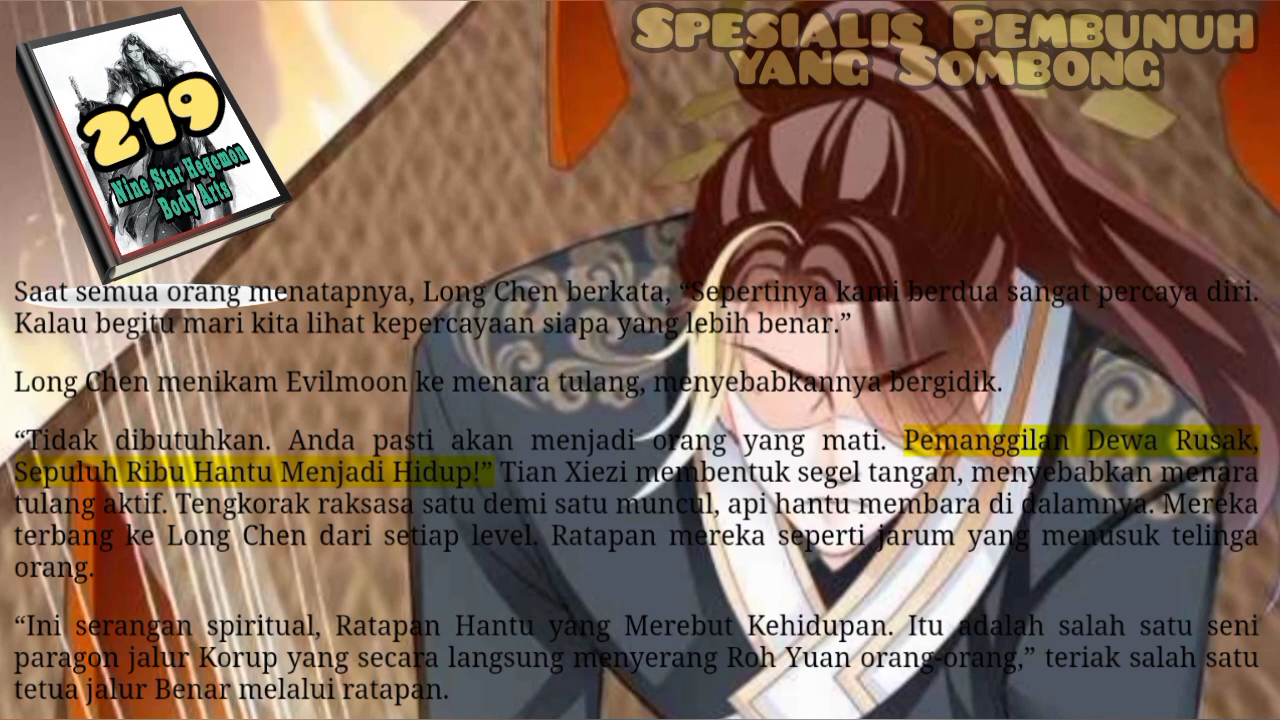 Spesialis Pembunuh
yang Sombong
219
Nine Star Hegemon
Body Arts
Saat semua orang menatapnya, Long Chen berkata, “Sepertinya kami berdua sangat percaya diri.
Kalau begitu mari kita lihat kepercayaan siapa yang lebih benar.”
Long Chen menikam Evilmoon ke menara tulang, menyebabkannya bergidik.
“Tidak dibutuhkan. Anda pasti akan menjadi orang yang mati. Pemanggilan Dewa Rusak,
Sepuluh Ribu Hantu Menjadi Hidup!” Tian Xiezi membentuk segel tangan, menyebabkan menara
tulang aktif. Tengkorak raksasa satu demi satu muncul, api hantu membara di dalamnya. Mereka
terbang ke Long Chen dari setiap level. Ratapan mereka seperti jarum yang menusuk telinga
orang.
“Ini serangan spiritual, Ratapan Hantu yang Merebut Kehidupan. Itu adalah salah satu seni
paragon jalur Korup yang secara langsung menyerang Roh Yuan orang-orang,” teriak salah satu
tetua jalur Benar melalui ratapan.